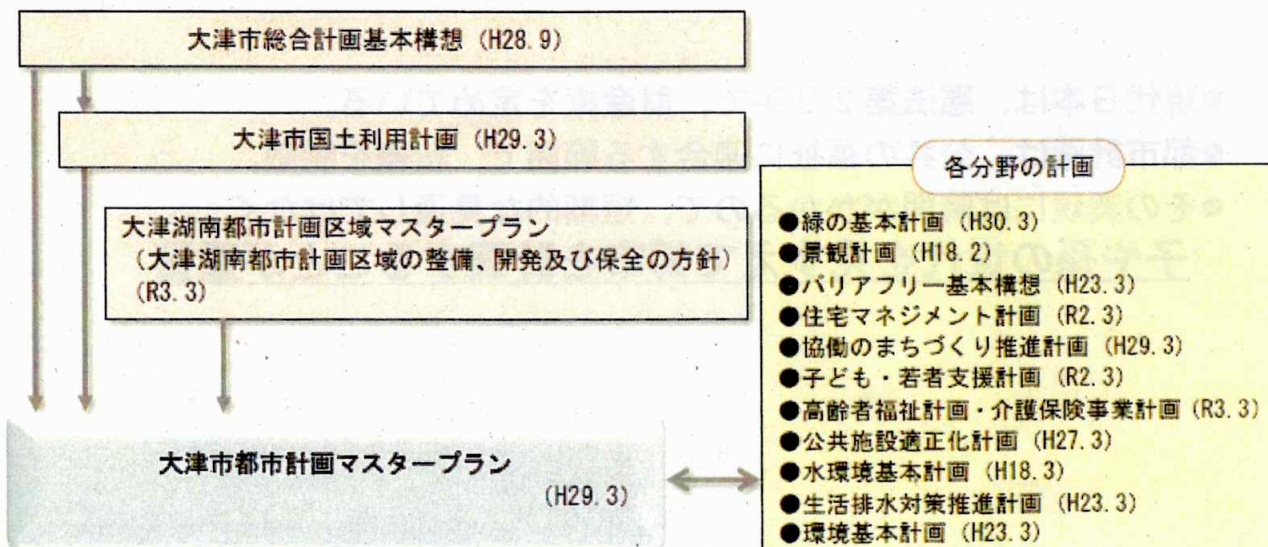 大津市総合計画基本構想 (H28.9)
大津市国土利用計画 (H29.3)
大津湖南都市計画区域マスタープラン
(大津湖南都市計画区域の整備、開発及び保全の方針)
(R3.3)
大津市都市計画マスタープラン
(H29.3)
各分野の計画
●緑の基本計画 (H30.3)
●景観計画 (H18.2)
●バリアフリー基本構想 (H23.3)
●住宅マネジメント計画 (R2.3)
●協働のまちづくり推進計画 (H29.3)
●子ども・若者支援計画 (R2.3)
●高齢者福祉計画・介護保険事業計画 (R3.3)
●公共施設適正化計画 (H27.3)
●水環境基本計画 (H18.3)
●生活排水対策推進計画 (H23.3)
●環境基本計画 (H23.3)